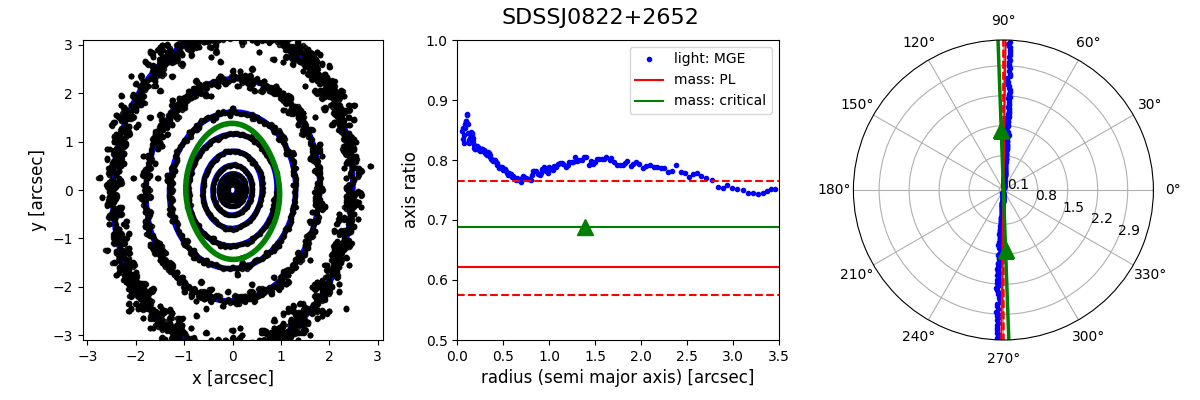 SDSSJ0822+2652
y [arcsec]
3
2
1
0
−1
−2
−3
−3 −2 −1 0 1 2 3
x [arcsec]
axis ratio
1.0
0.9
0.8
0.7
0.6
0.5
0.0 0.5 1.0 1.5 2.0 2.5 3.0 3.5
radius (semi major axis) [arcsec]
light: MGE
mass: PL
mass: critical
90°
120° 60°
150° 30°
180° 0°
210° 330°
240° 300°
270°
0.1 0.8 1.5 2.2 2.9